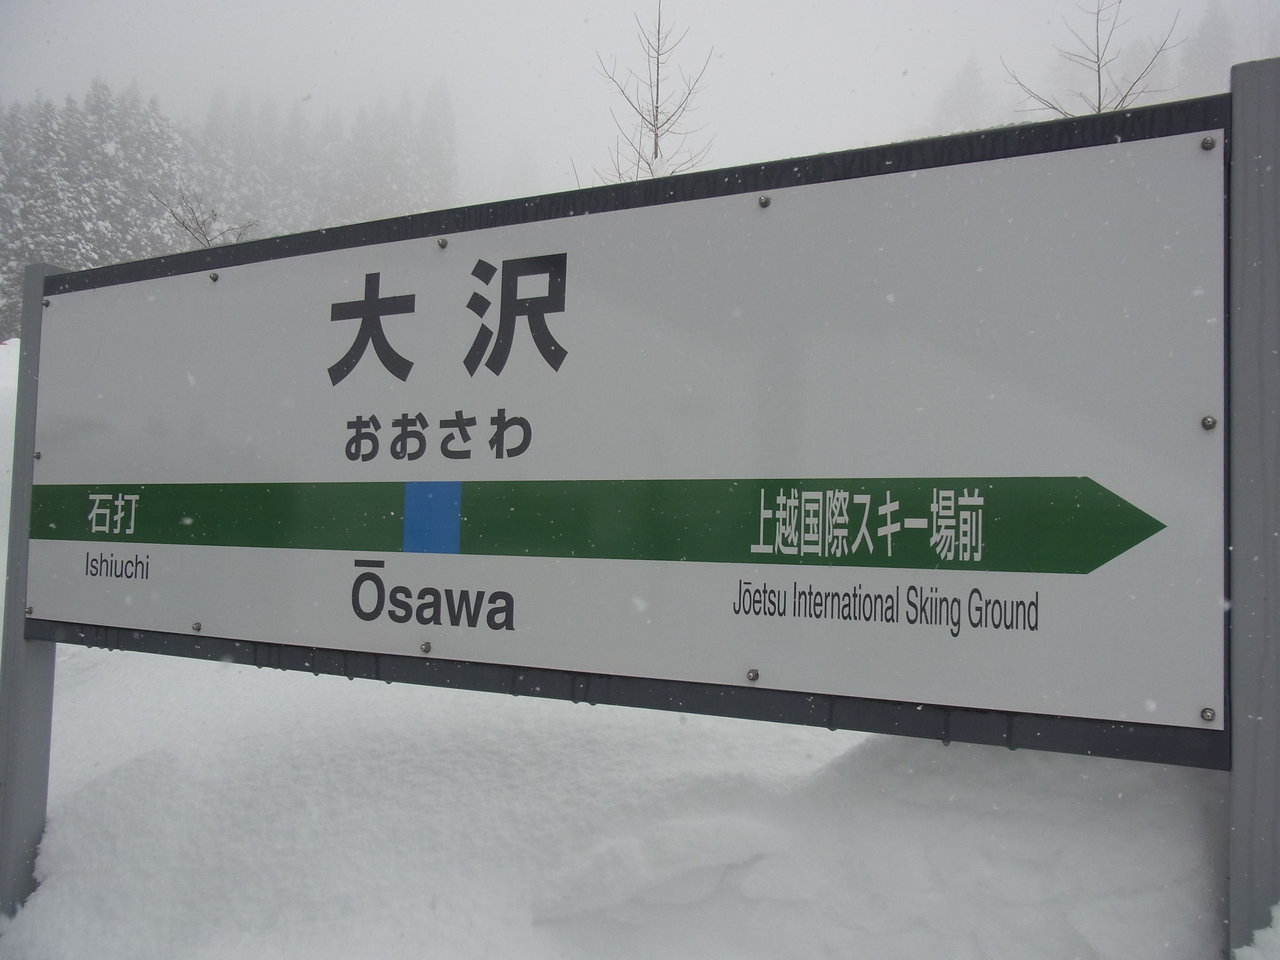 大沢
おおさわ
石打
上越国際スキー場前
Ishiuchi
Ōsawa
Jōetsu International Skiing Ground